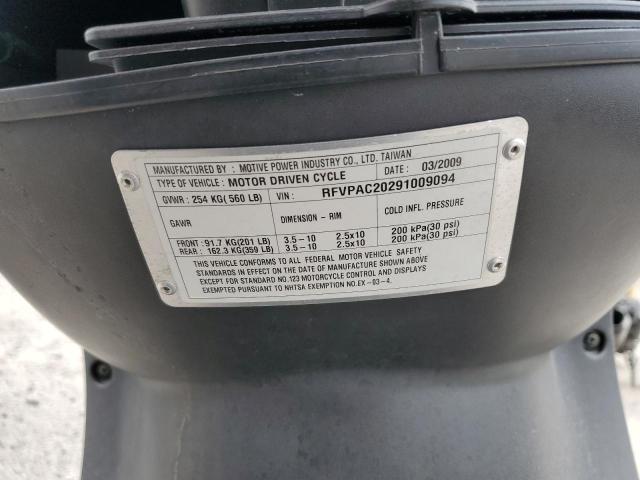 MANUFACTURED BY : MOTIVE POWER INDUSTRY CO., LTD. TAIWAN
TYPE OF VEHICLE : MOTOR DRIVEN CYCLE DATE : 03/2009
GVWR : 254 KG( 560 LB) VIN : RFVPAC20291009094
GAWR DIMENSION - RIM COLD INFL. PRESSURE
FRONT : 91.7 KG(201 LB) 3.5-10 2.5x10 200 kPa(30 psi)
REAR : 162.3 KG(359 LB) 3.5-10 2.5x10 200 kPa(30 psi)
THIS VEHICLE CONFORMS TO ALL FEDERAL MOTOR VEHICLE SAFETY
STANDARDS IN EFFECT ON THE DATE OF MANUFACTURE SHOWN ABOVE
EXCEPT FOR STANDARD NO.123 MOTORCYCLE CONTROL AND DISPLAYS
EXEMPTED PURSUANT TO NHTSA EXEMPTION NO.EX -03-4.